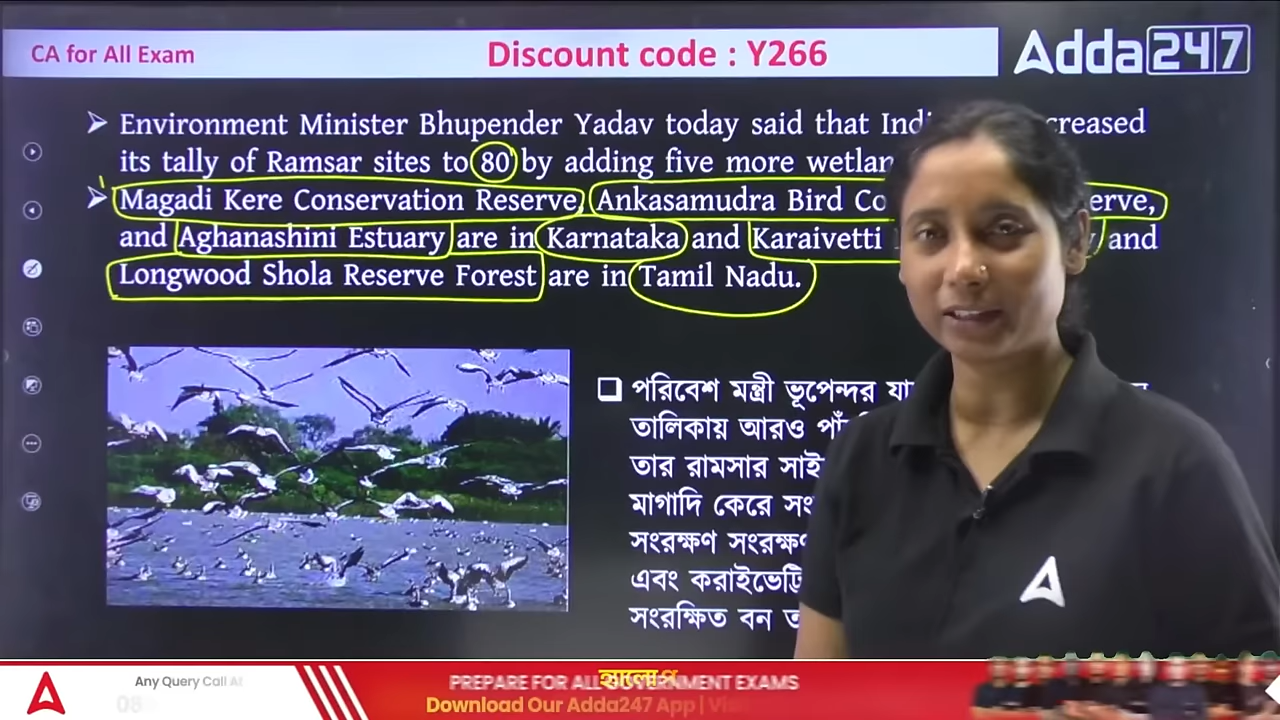 CA for All Exam
Discount code : Y266
Adda247
Environment Minister Bhupender Yadav today said that Indi creased
its tally of Ramsar sites to 80 by adding five more wetlan
Magadi Kere Conservation Reserve, Ankasamudra Bird Co erve,
and Aghanashini Estuary are in Karnataka and Karaivetti and
Longwood Shola Reserve Forest are in Tamil Nadu.
পরিবেশ মন্ত্রী ভূপেন্দর যা
তালিকায় আরও পাঁ
তার রামসার সাই
মাগাদি কেরে সং
সংরক্ষণ সংরক্ষণ
এবং করাইভেট্টি
সংরক্ষিত বন ত
Any Query Call At
08
PREPARE FOR ALL GOVERNMENT EXAMS
Download Our Adda247 App | Vis